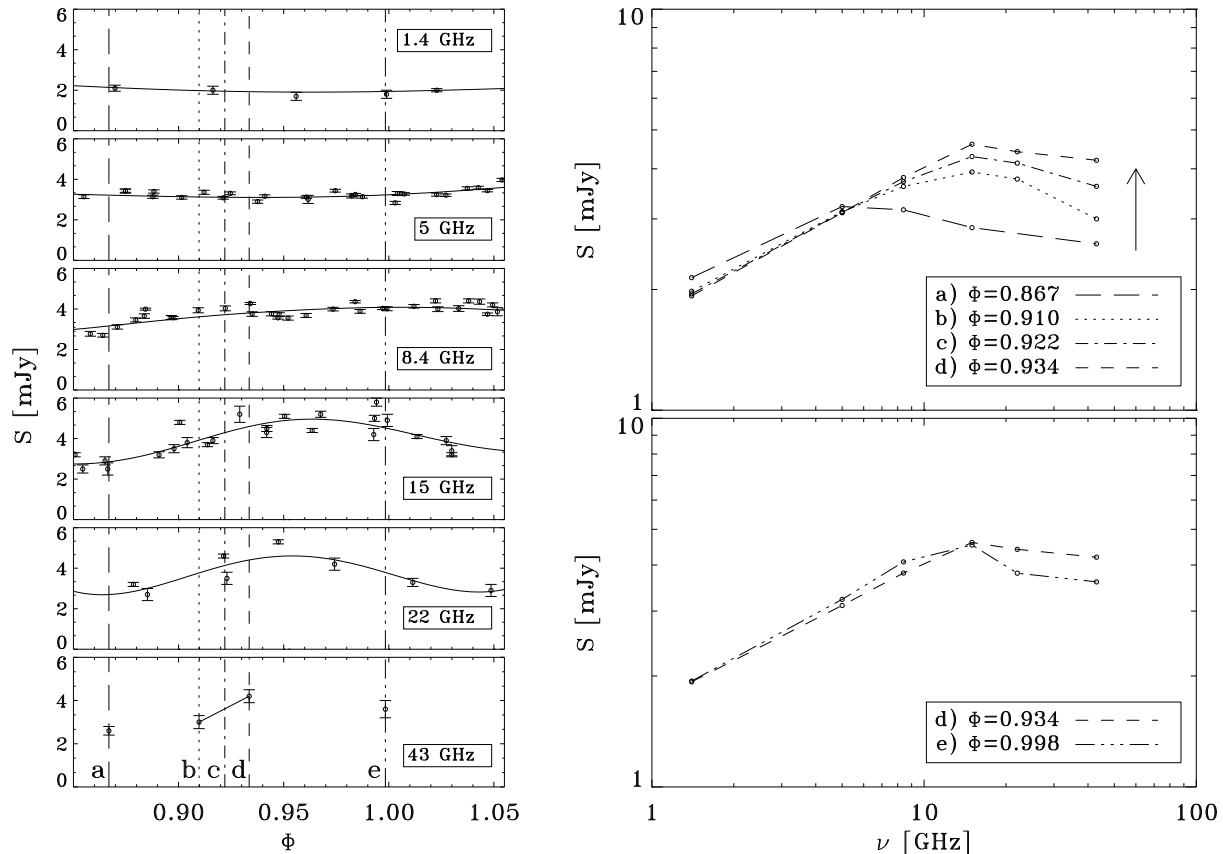 6
4
2
0
1.4 GHz
6
4
2
0
5 GHz
6
4
2
0
8.4 GHz
6
4
2
0
15 GHz
6
4
2
0
22 GHz
6
4
2
0
43 GHz
a
b
c
d
e
0.90
0.95
1.00
1.05
Φ
S [mJy]
10
1
S [mJy]
a) Φ=0.867
b) Φ=0.910
c) Φ=0.922
d) Φ=0.934
10
1
S [mJy]
d) Φ=0.934
e) Φ=0.998
1
10
100
ν [GHz]